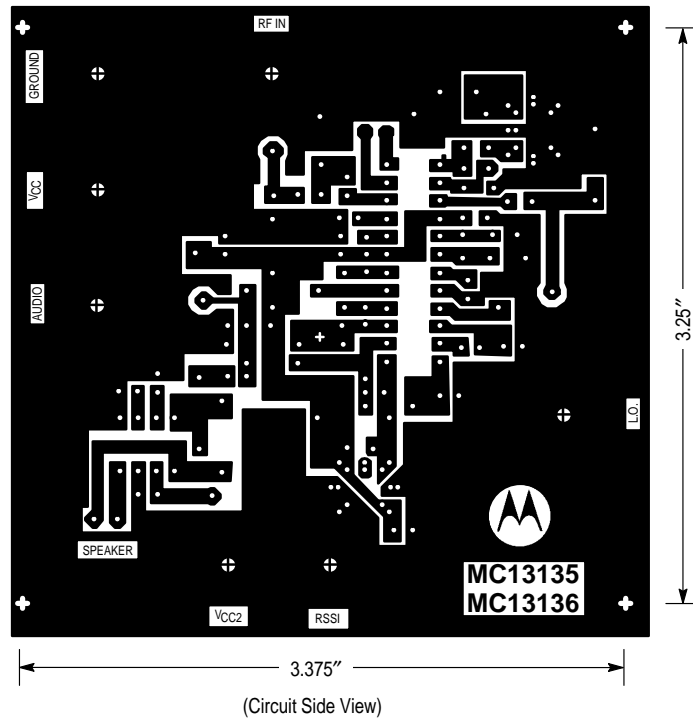 RF IN
GROUND
VCC
AUDIO
3.25″
L.O.
SPEAKER
MC13135
MC13136
VCC2
RSSI
3.375″
(Circuit Side View)